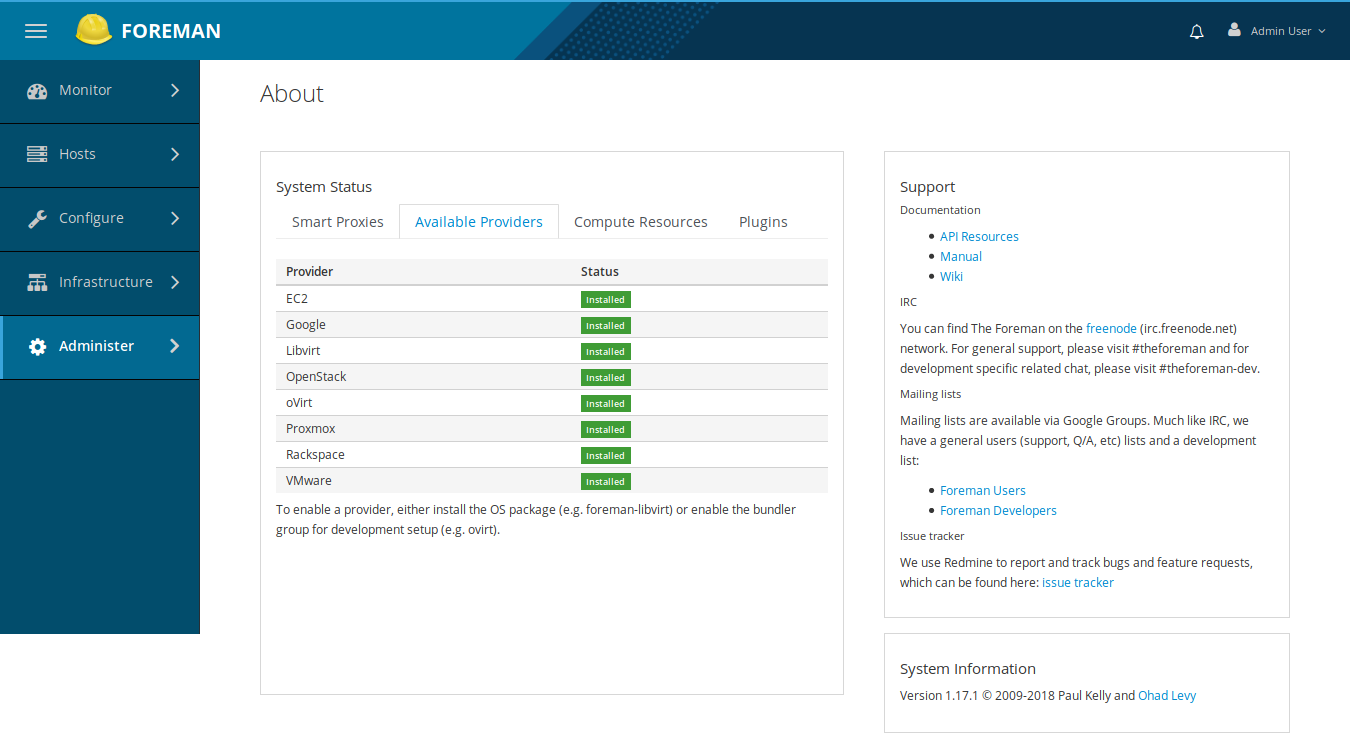 FOREMAN
Admin User
Monitor
Hosts
Configure
Infrastructure
Administer
About
System Status
Smart Proxies Available Providers Compute Resources Plugins
Provider Status
EC2 Installed
Google Installed
Libvirt Installed
OpenStack Installed
oVirt Installed
Proxmox Installed
Rackspace Installed
VMware Installed
To enable a provider, either install the OS package (e.g. foreman-libvirt) or enable the bundler
group for development setup (e.g. ovirt).
Support
Documentation
API Resources
Manual
Wiki
IRC
You can find The Foreman on the freenode (irc.freenode.net)
network. For general support, please visit #theforeman and for
development specific related chat, please visit #theforeman-dev.
Mailing lists
Mailing lists are available via Google Groups. Much like IRC, we
have a general users (support, Q/A, etc) lists and a development
list:
Foreman Users
Foreman Developers
Issue tracker
We use Redmine to report and track bugs and feature requests,
which can be found here: issue tracker
System Information
Version 1.17.1 © 2009-2018 Paul Kelly and Ohad Levy